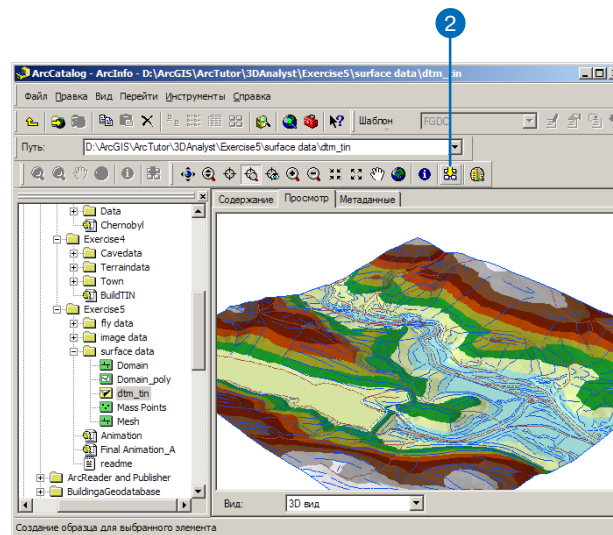 2
ArcCatalog - ArcInfo - D:\ArcGIS\ArcTutor\3DAnalyst\Exercise5\surface data\dtm_tin
Файл Правка Вид Перейти Инструменты Справка
Шаблон FGDC
Путь: D:\ArcGIS\ArcTutor\3DAnalyst\Exercise5\surface data\dtm_tin
Содержание Просмотр Метаданные
Data
Chernobyl
Exercise4
Cavedata
Terraindata
Town
BuildTIN
Exercise5
fly data
image data
surface data
Domain
Domain_poly
dtm_tin
Mass Points
Mesh
Animation
Final Animation_A
readme
ArcReader and Publisher
BuildingaGeodatabase
Вид: 3D вид
Создание образца для выбранного элемента